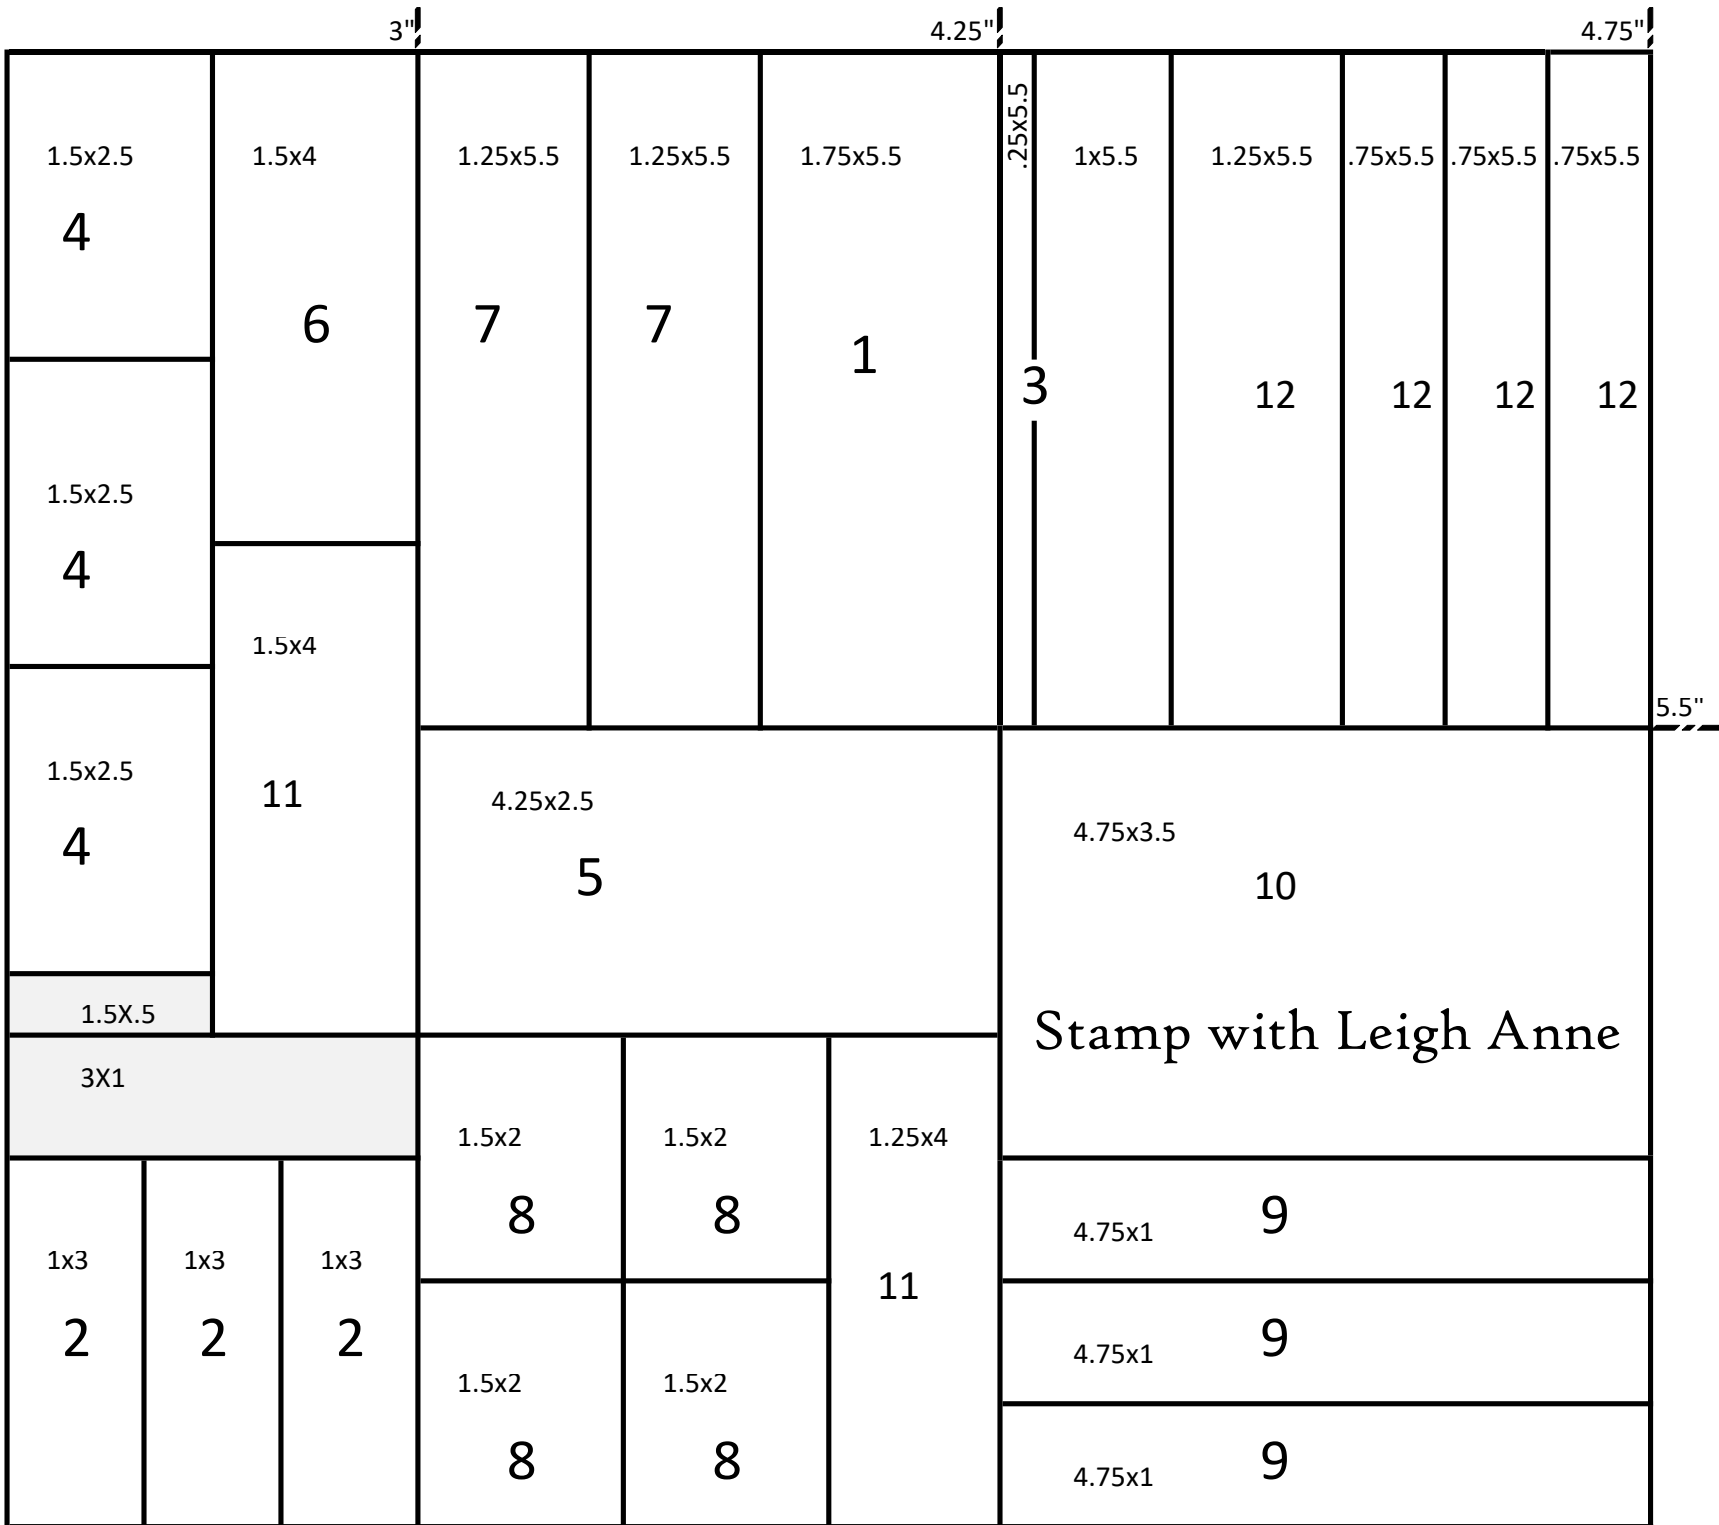 3" 4.25" 4.75"
.25x5.5
1.5x2.5 1.5x4 1.25x5.5 1.25x5.5 1.75x5.5 1x5.5 1.25x5.5 .75x5.5 .75x5.5 .75x5.5
4
6 7 7
1
3
12 12 12 12
1.5x2.5
4
1.5x4
5.5"
1.5x2.5
11
4.25x2.5
4.75x3.5
4
5
10
1.5X.5
Stamp with Leigh Anne
3X1
1.5x2 1.5x2 1.25x4
8 8 9
4.75x1
1x3 1x3 1x3
11
2 2 2
9
4.75x1
1.5x2 1.5x2
8 8 9
4.75x1